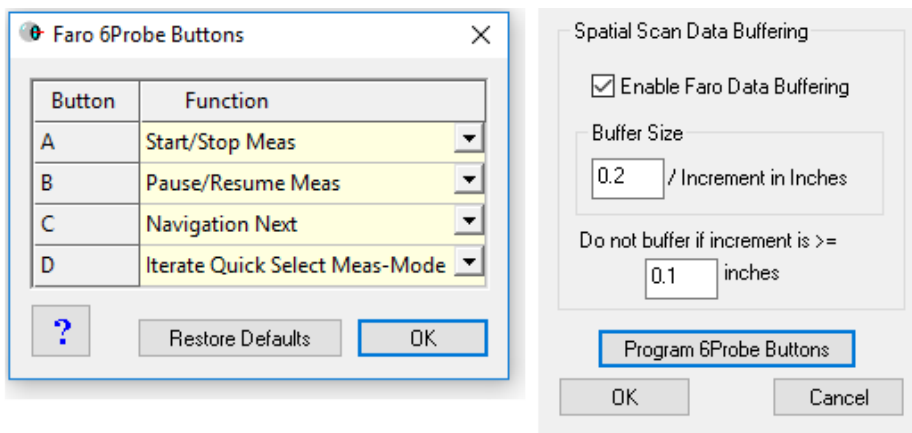 Faro 6Probe Buttons
Button Function
A Start/Stop Meas
B Pause/Resume Meas
C Navigation Next
D Iterate Quick Select Meas-Mode
? Restore Defaults OK
Spatial Scan Data Buffering
Enable Faro Data Buffering
Buffer Size
0.2 / Increment in Inches
Do not buffer if increment is >=
0.1 inches
Program 6Probe Buttons
OK Cancel